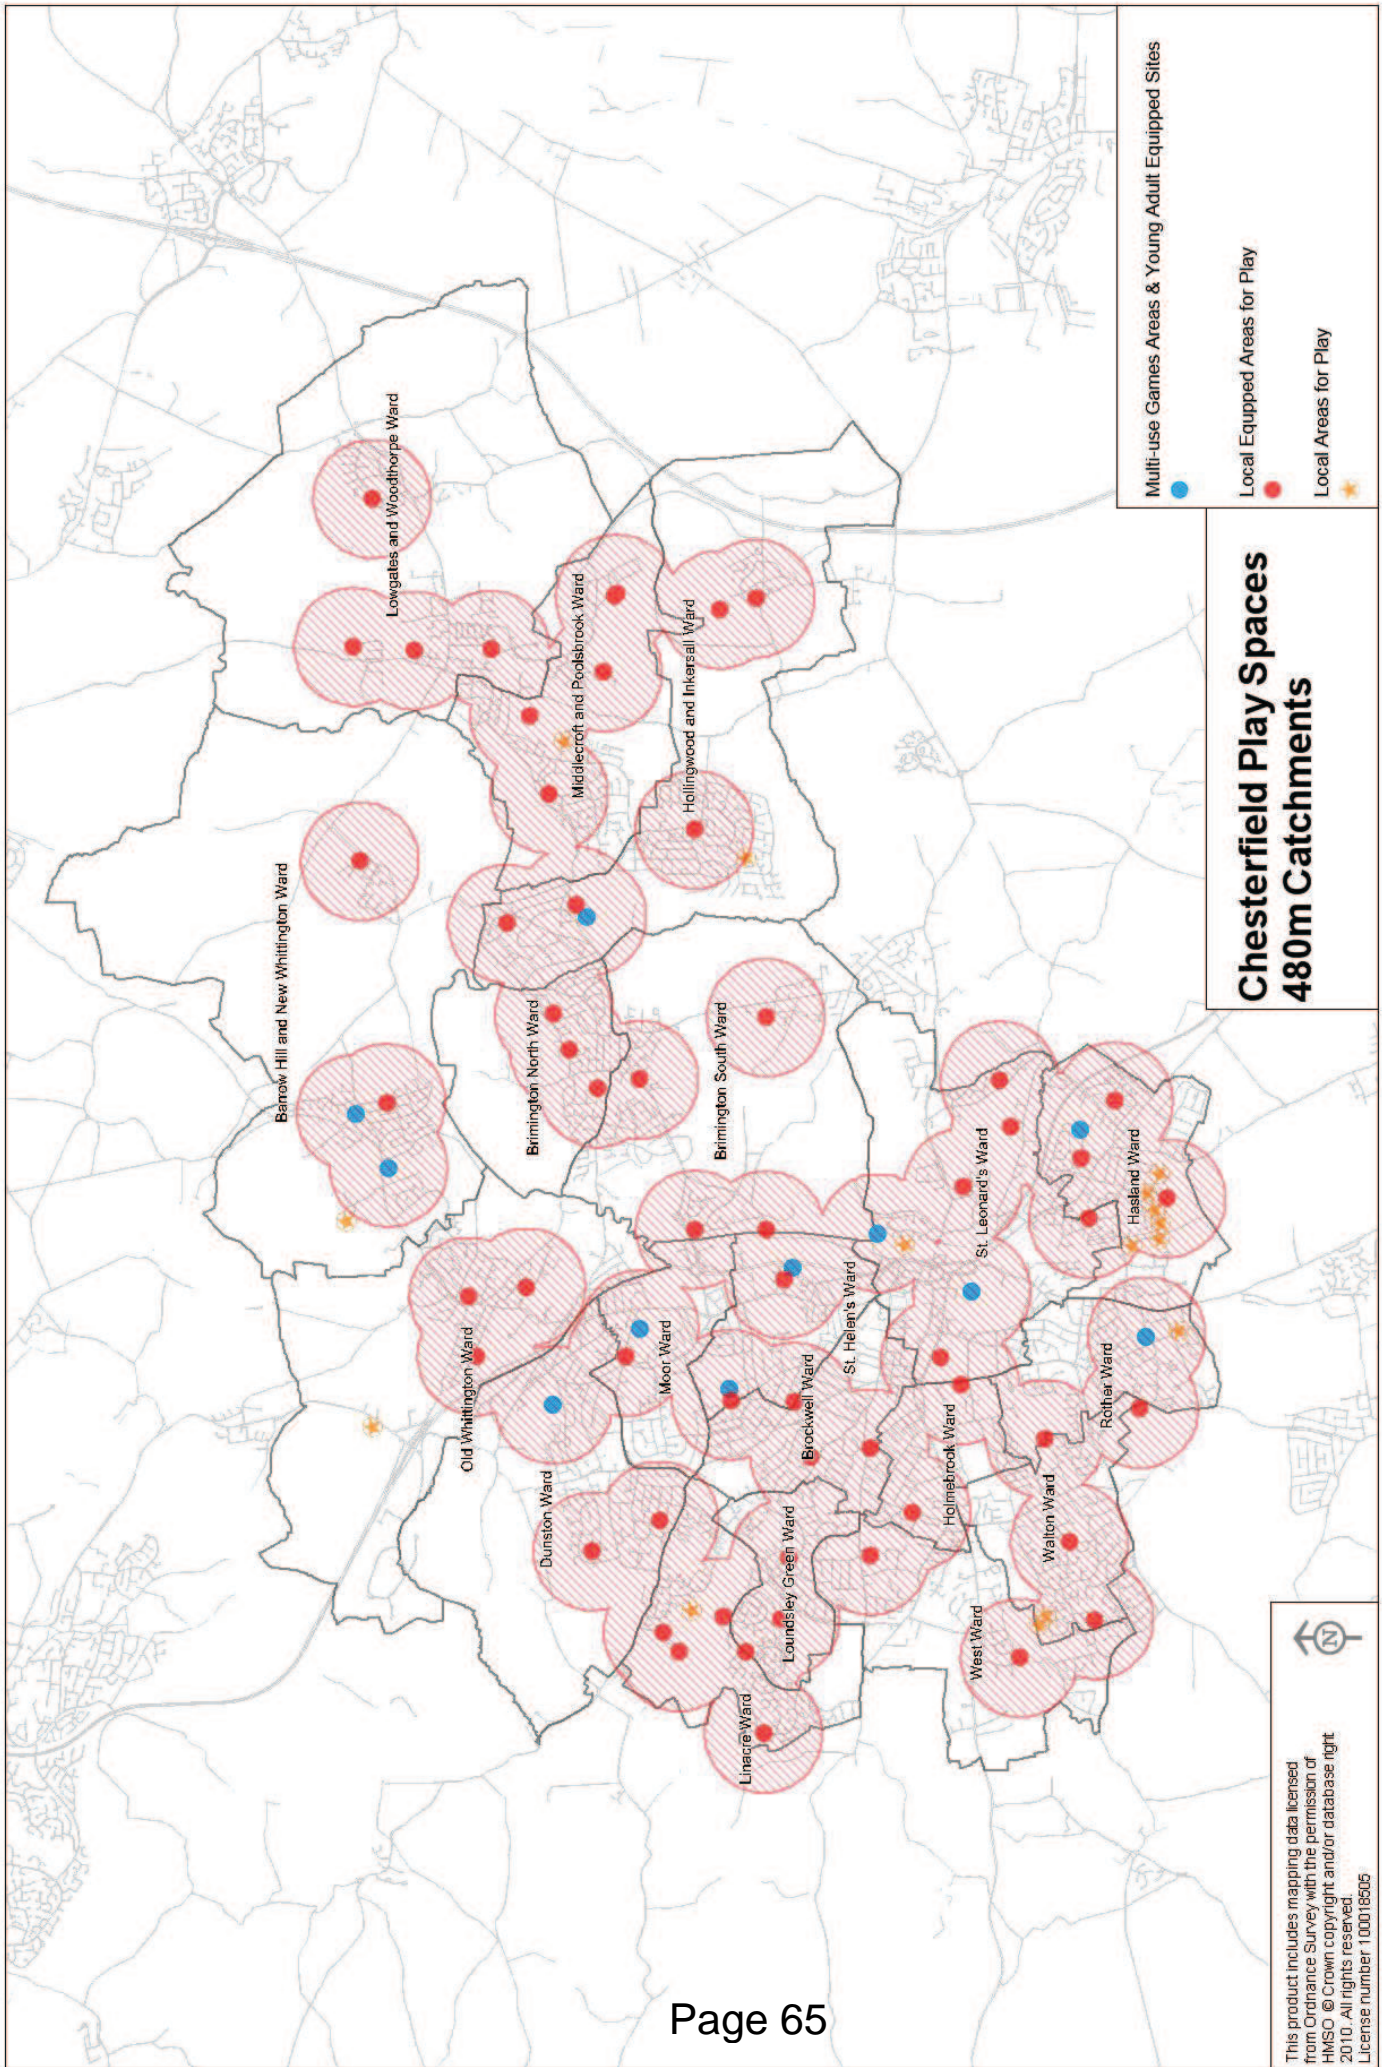 Barrow Hill and New Whittington Ward
Lowgates and Woodthorpe Ward
Old Whittington Ward
Brimington North Ward
Middlecroft and Poolsbrook Ward
Dunston Ward
Moor Ward
Brimington South Ward
Hollingwood and Inkersall Ward
Linacre Ward
Loundsley Green Ward
Brockwell Ward
St. Helen's Ward
West Ward
Holmebrook Ward
St. Leonard's Ward
Walton Ward
Rother Ward
Hasland Ward
Multi-use Games Areas & Young Adult Equipped Sites
Local Equpped Areas for Play
Local Areas for Play
Chesterfield Play Spaces
480m Catchments
This product includes mapping data licensed
from Ordnance Survey with the permission of
HMSO © Crown copyright and/or database right
2010. All rights reserved.
License number 100018505
N
Page 65